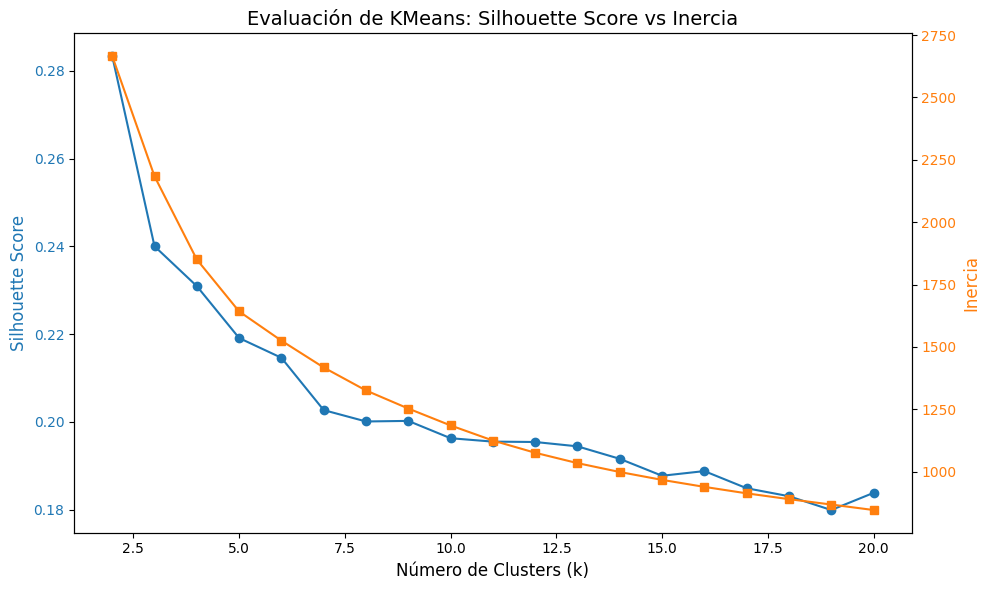 Evaluación de KMeans: Silhouette Score vs Inercia
Silhouette Score
0.28
0.26
0.24
0.22
0.20
0.18
2750
2500
2250
2000
1750
1500
1250
1000
Inercia
2.5 5.0 7.5 10.0 12.5 15.0 17.5 20.0
Número de Clusters (k)